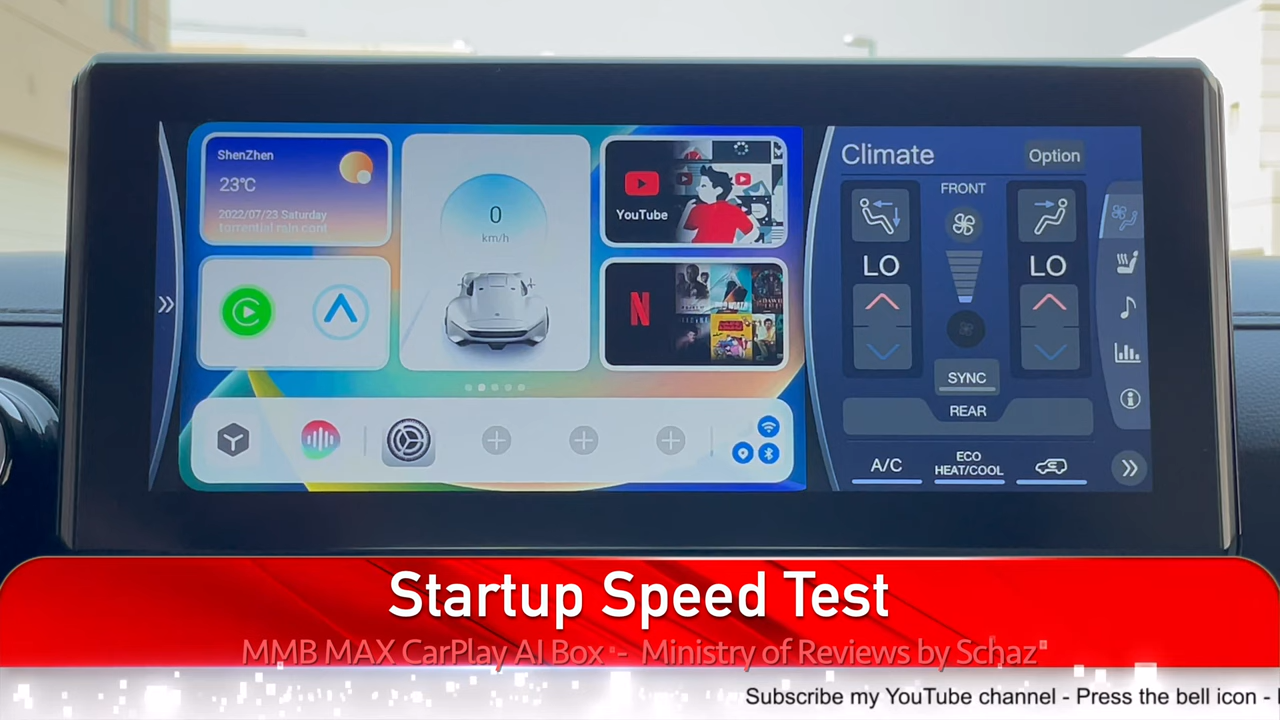 ShenZhen
23℃
2022/07/23 Saturday
torrential rain cont
0
km/h
YouTube
N
Climate
Option
FRONT
LO
LO
SYNC
REAR
A/C
ECO
HEAT/COOL
Startup Speed Test
MMB MAX CarPlay AI Box - Ministry of Reviews by Schaz
Subscribe my YouTube channel - Press the bell icon -